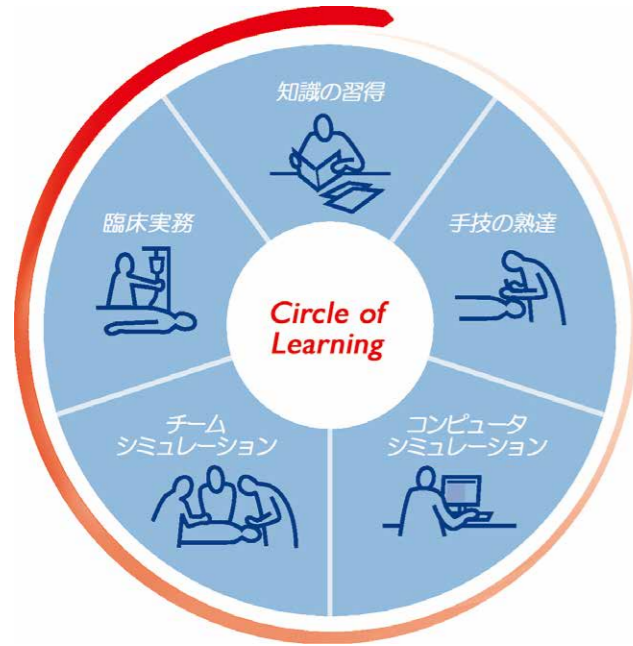 知識の習得
手技の熟達
コンピュータ
シミュレーション
チーム
シミュレーション
臨床実務
Circle of
Learning